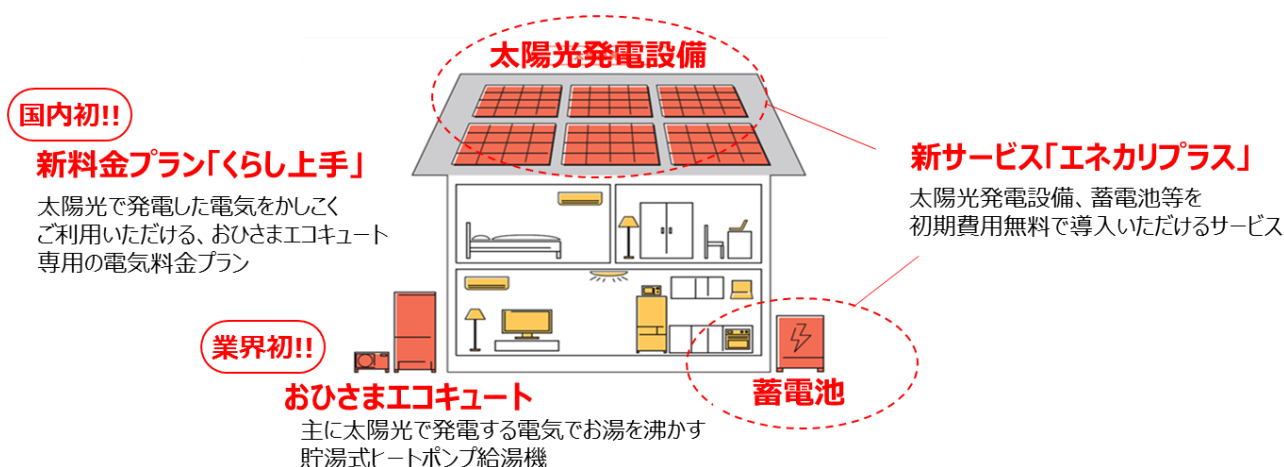 太陽光発電設備
国内初!!
新料金プラン「くらし上手」
太陽光で発電した電気をかしこく
ご利用いただける、おひさまエコキュート
専用の電気料金プラン
新サービス「エネカリプラス」
太陽光発電設備、蓄電池等を
初期費用無料で導入いただけるサービス
業界初!!
おひさまエコキュート
主に太陽光で発電する電気でお湯を沸かす
貯湯式ヒートポンプ給湯機
蓄電池